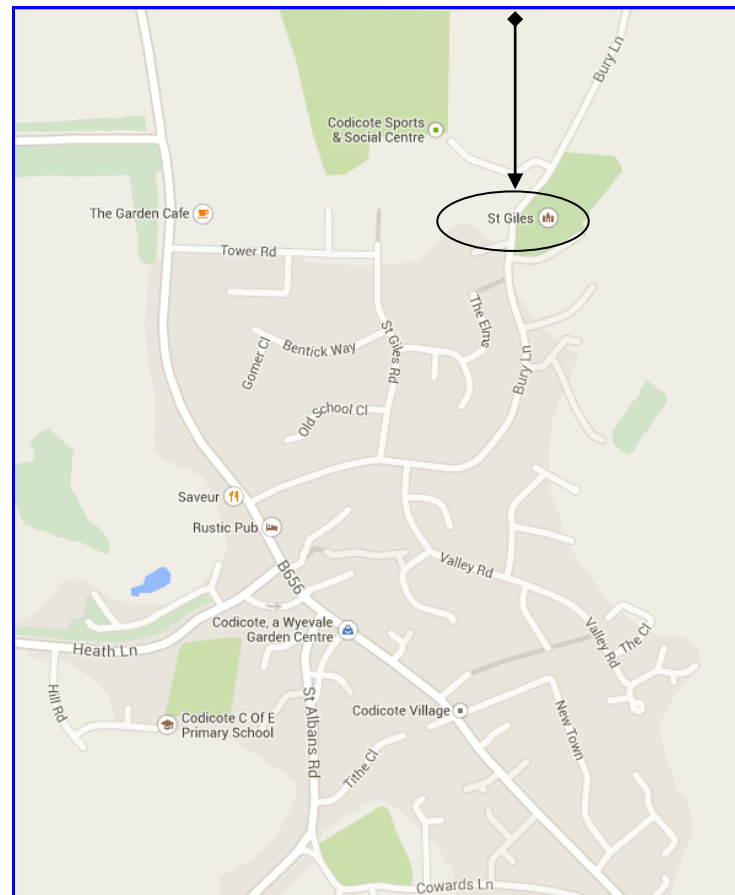 Bury Ln
Codicote Sports
& Social Centre
The Garden Cafe
St Giles
Tower Rd
The Elms
St Giles Rd
Bentick Way
Gomer Cl
Bury Ln
Old School Cl
Saveur
Rustic Pub
B656
Valley Rd
Codicote, a Wyevale
Garden Centre
Valley Rd
The Cl
Heath Ln
Hill Rd
St Albans Rd
Codicote Village
New Town
Codicote C Of E
Primary School
Tithe Cl
Cowards Ln